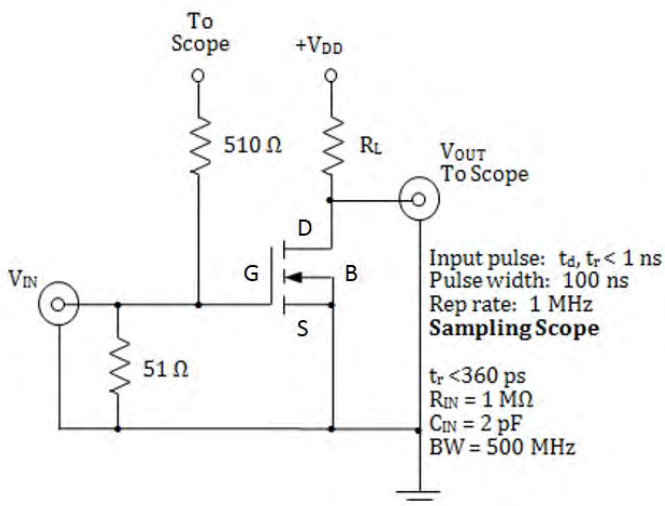 To
Scope
+VDD
510 Ω
RL
VOUT
To Scope
D
G
B
S
VIN
51 Ω
Input pulse: td, tr < 1 ns
Pulse width: 100 ns
Rep rate: 1 MHz
Sampling Scope
tr <360 ps
RIN = 1 MΩ
CIN = 2 pF
BW = 500 MHz